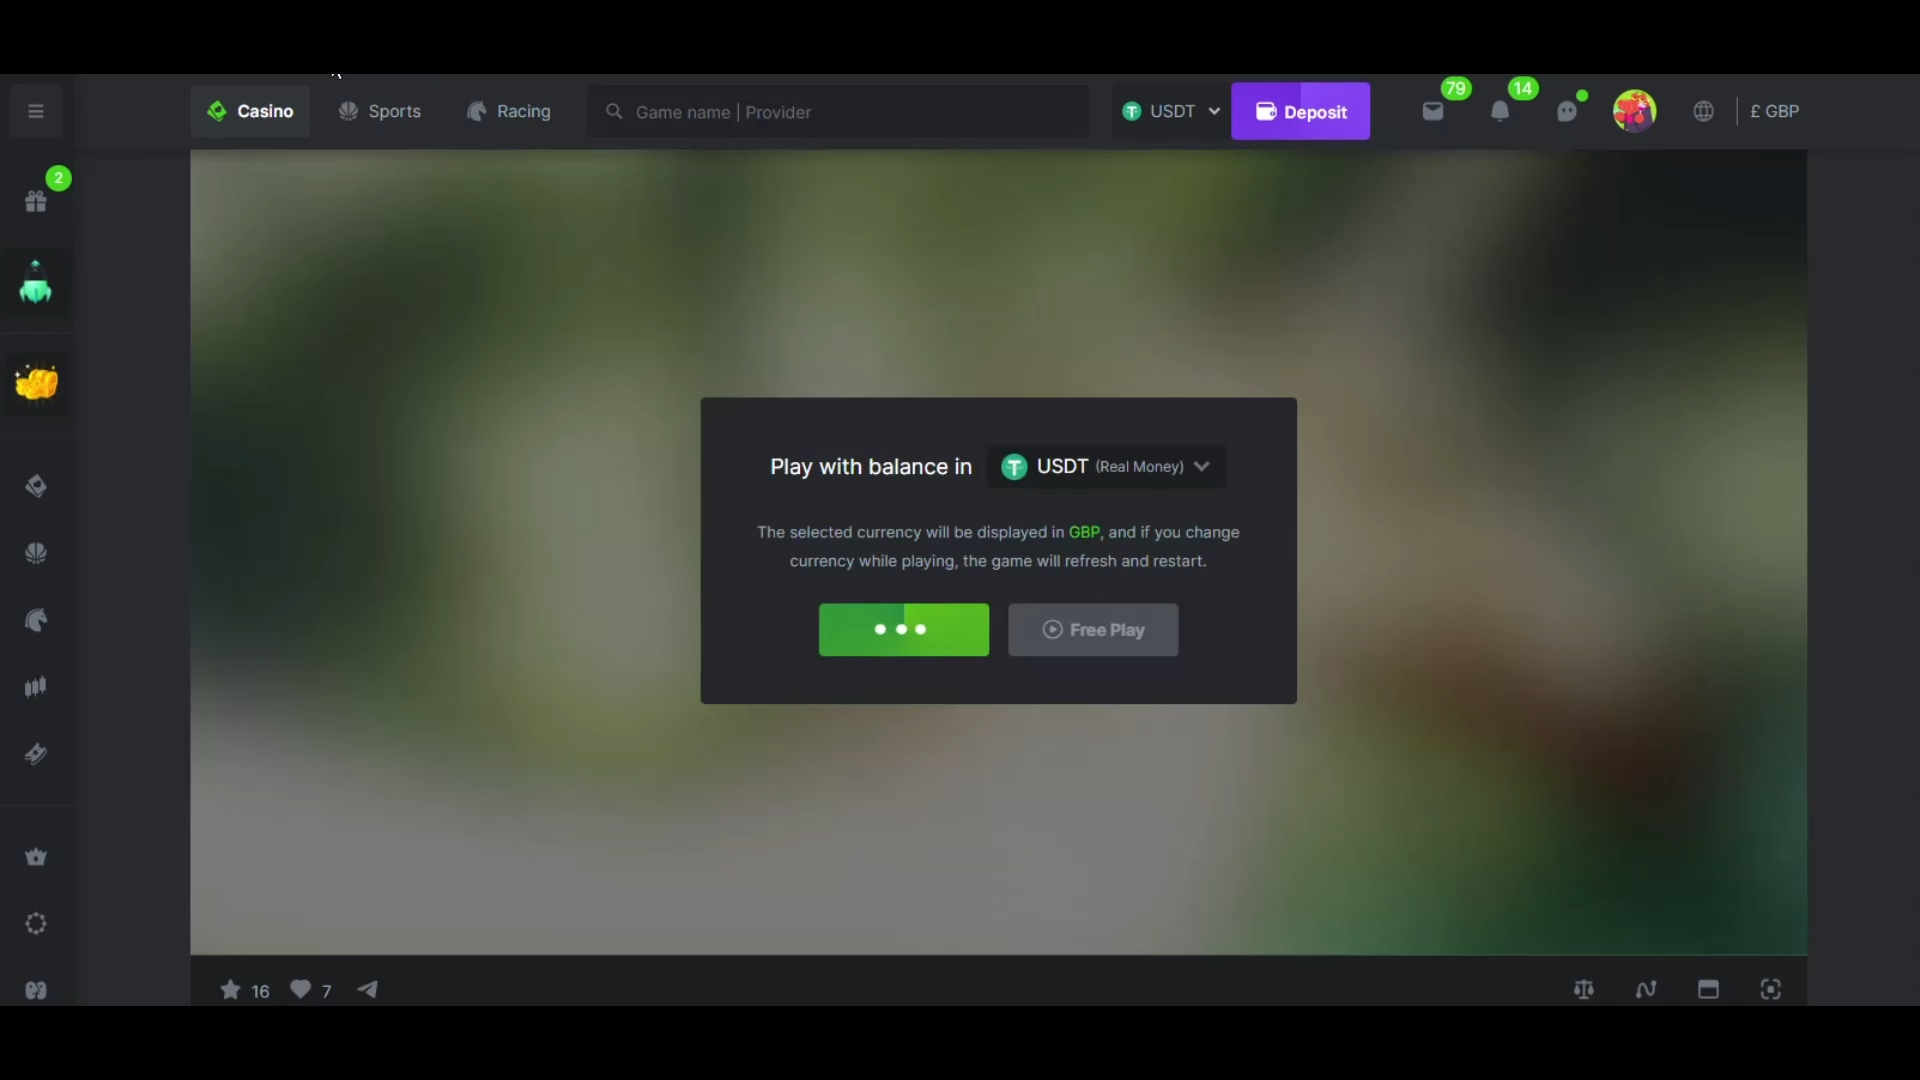 Casino
Sports
Racing
Game name | Provider
USDT
Deposit
79
14
£ GBP
2
Play with balance in
USDT (Real Money)
The selected currency will be displayed in GBP, and if you change
currency while playing, the game will refresh and restart.
Free Play
16
7